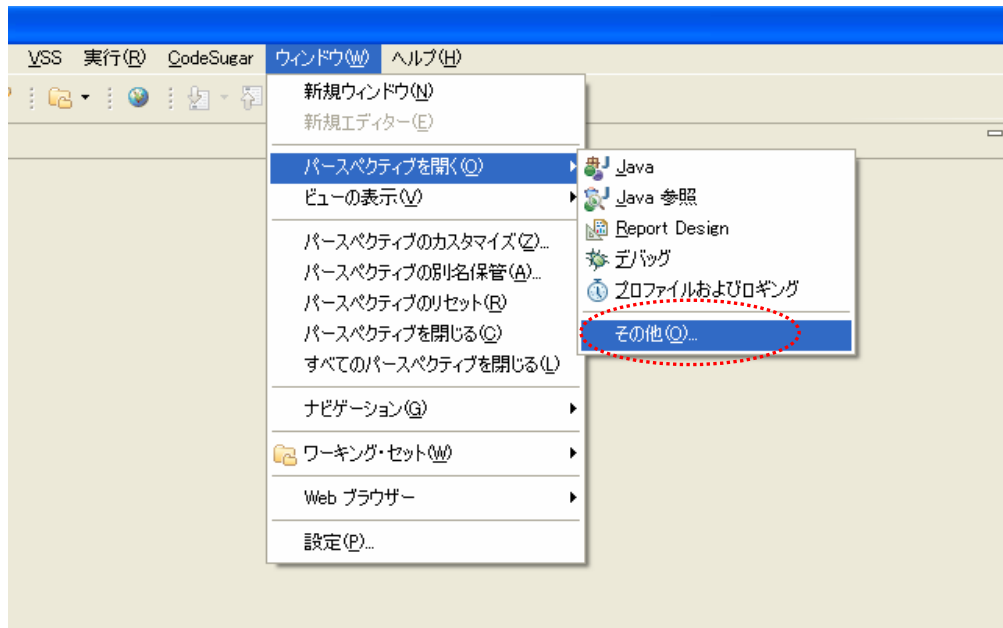 VSS 実行(R) CodeSugar ウィンドウ(W) ヘルプ(H)
新規ウィンドウ(N)
新規エディター(E)
パースペクティブを開く(O)
ビューの表示(V)
パースペクティブのカスタマイズ(Z)...
パースペクティブの別名保管(A)...
パースペクティブのリセット(R)
パースペクティブを閉じる(C)
すべてのパースペクティブを閉じる(L)
ナビゲーション(G)
ワーキング・セット(W)
Web ブラウザー
設定(P)...
Java
Java 参照
Report Design
デバッグ
プロファイルおよびロギング
その他(O)...